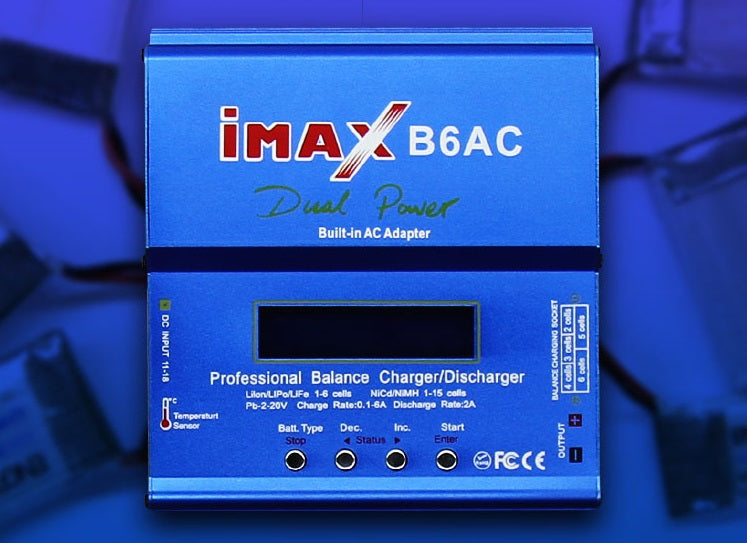 iMAX B6AC
Dual Power
Built-in AC Adapter
DC INPUT 11-18
BALANCE CHARGING SOCKET
2 cells
3 cells
4 cells
5 cells
6 cells
Professional Balance Charger/Discharger
LiIon/LiPo/LiFe 1-6 cells NiCd/NiMH 1-15 cells
Pb-2-20V Charge Rate:0.1-6A Discharge Rate:2A
°C
Temperaturt
Sensor
Batt. Type Dec. Inc. Start
Stop ◄ Status ► Enter
OUTPUT
+
−
RoHS FC CE